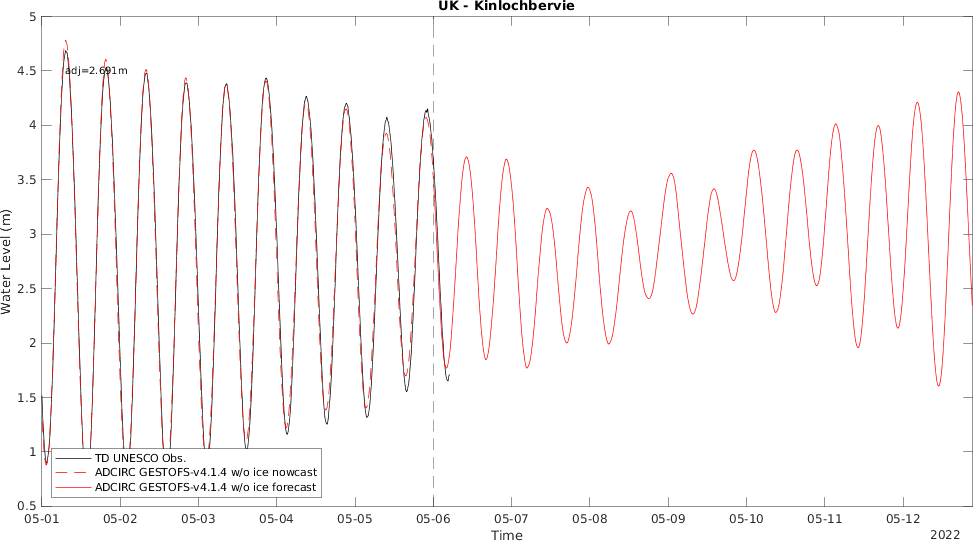 UK - Kinlochbervie
5
4.5
4
3.5
3
2.5
2
1.5
1
0.5
Water Level (m)
adj=2.691m
TD UNESCO Obs.
ADCIRC GESTOFS-v4.1.4 w/o ice nowcast
ADCIRC GESTOFS-v4.1.4 w/o ice forecast
05-01 05-02 05-03 05-04 05-05 05-06 05-07 05-08 05-09 05-10 05-11 05-12
Time
2022